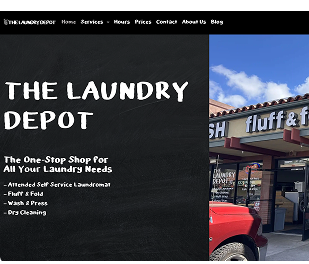 THE LAUNDRY DEPOT Home Services Hours Prices Contact About Us Blog
THE LAUNDRY
DEPOT
The One-Stop Shop for
All Your Laundry Needs
- Attended Self Service Laundromat
- Fluff & Fold
- Wash & Press
- Dry Cleaning
SH fluff & f